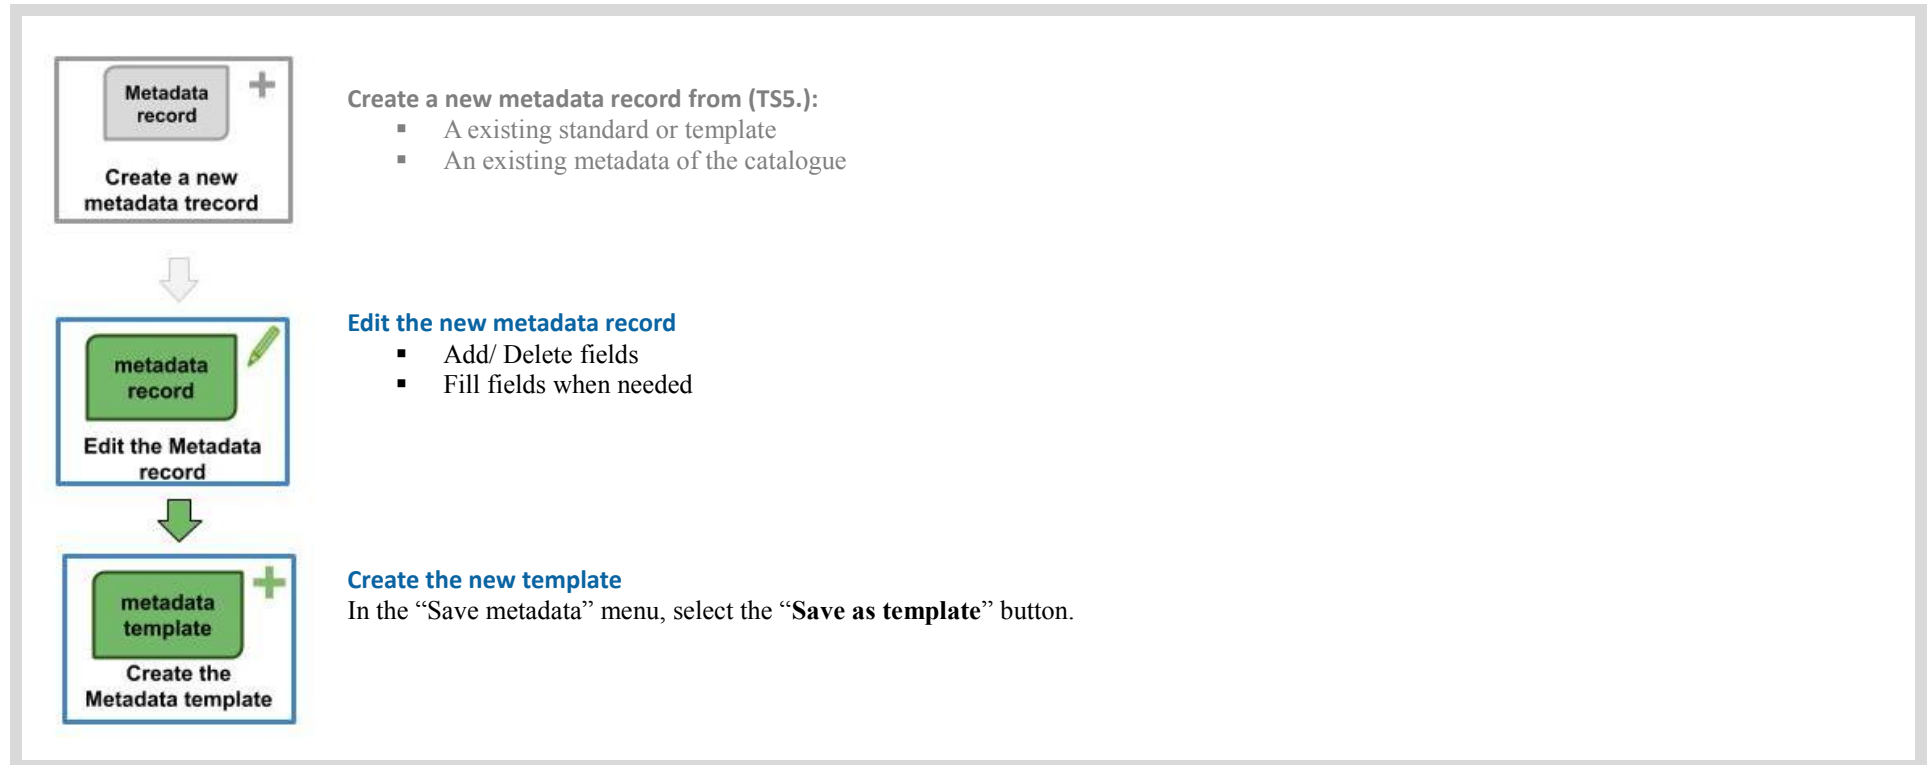 Metadata
record
Create a new
metadata trecord
Create a new metadata record from (TS5.):
▪ A existing standard or template
▪ An existing metadata of the catalogue
metadata
record
Edit the Metadata
record
Edit the new metadata record
▪ Add/ Delete fields
▪ Fill fields when needed
metadata
template
Create the
Metadata template
Create the new template
In the “Save metadata” menu, select the “Save as template” button.